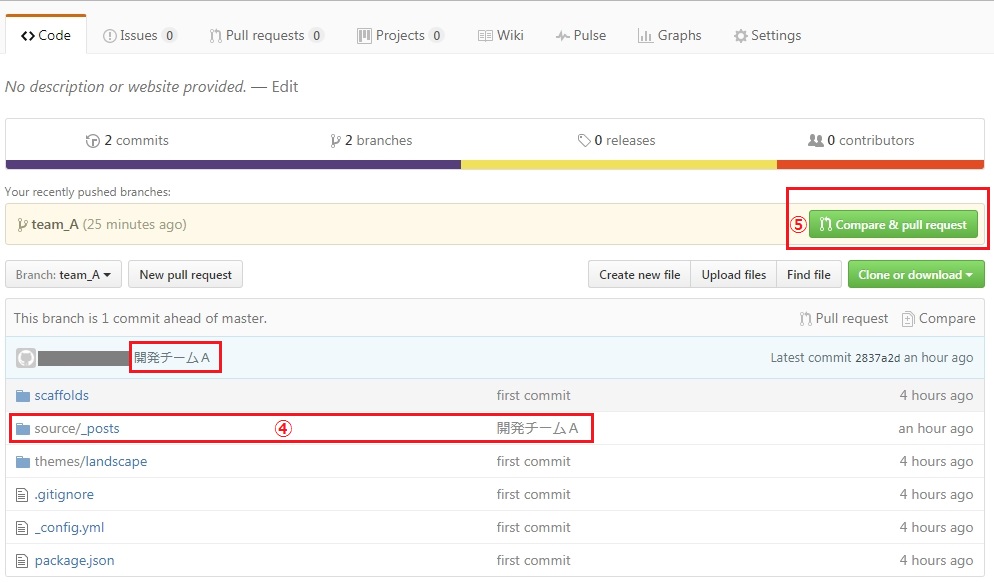 Code Issues 0 Pull requests 0 Projects 0 Wiki Pulse Graphs Settings
No description or website provided. — Edit
2 commits 2 branches 0 releases 0 contributors
Your recently pushed branches:
team_A (25 minutes ago) ⑤ Compare & pull request
Branch: team_A New pull request Create new file Upload files Find file Clone or download
This branch is 1 commit ahead of master. Pull request Compare
開発チームA Latest commit 2837a2d an hour ago
scaffolds first commit 4 hours ago
source/_posts ④ 開発チームA an hour ago
themes/landscape first commit 4 hours ago
.gitignore first commit 4 hours ago
_config.yml first commit 4 hours ago
package.json first commit 4 hours ago